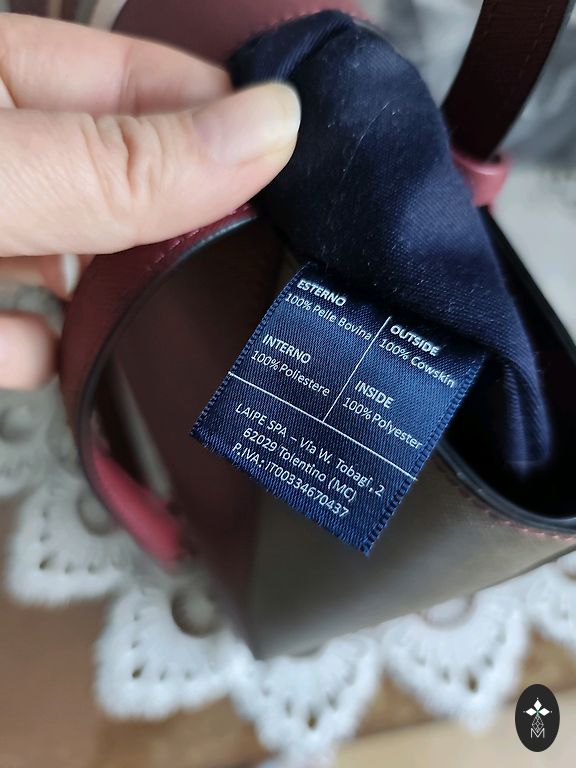 ESTERNO
100% Pelle Bovina
INTERNO
100% Poliestere
OUTSIDE
100% Cowskin
INSIDE
100% Polyester
LAIPE SPA – Via W. Tobagi, 2
62029 Tolentino (MC)
P.IVA: IT00334670437
M